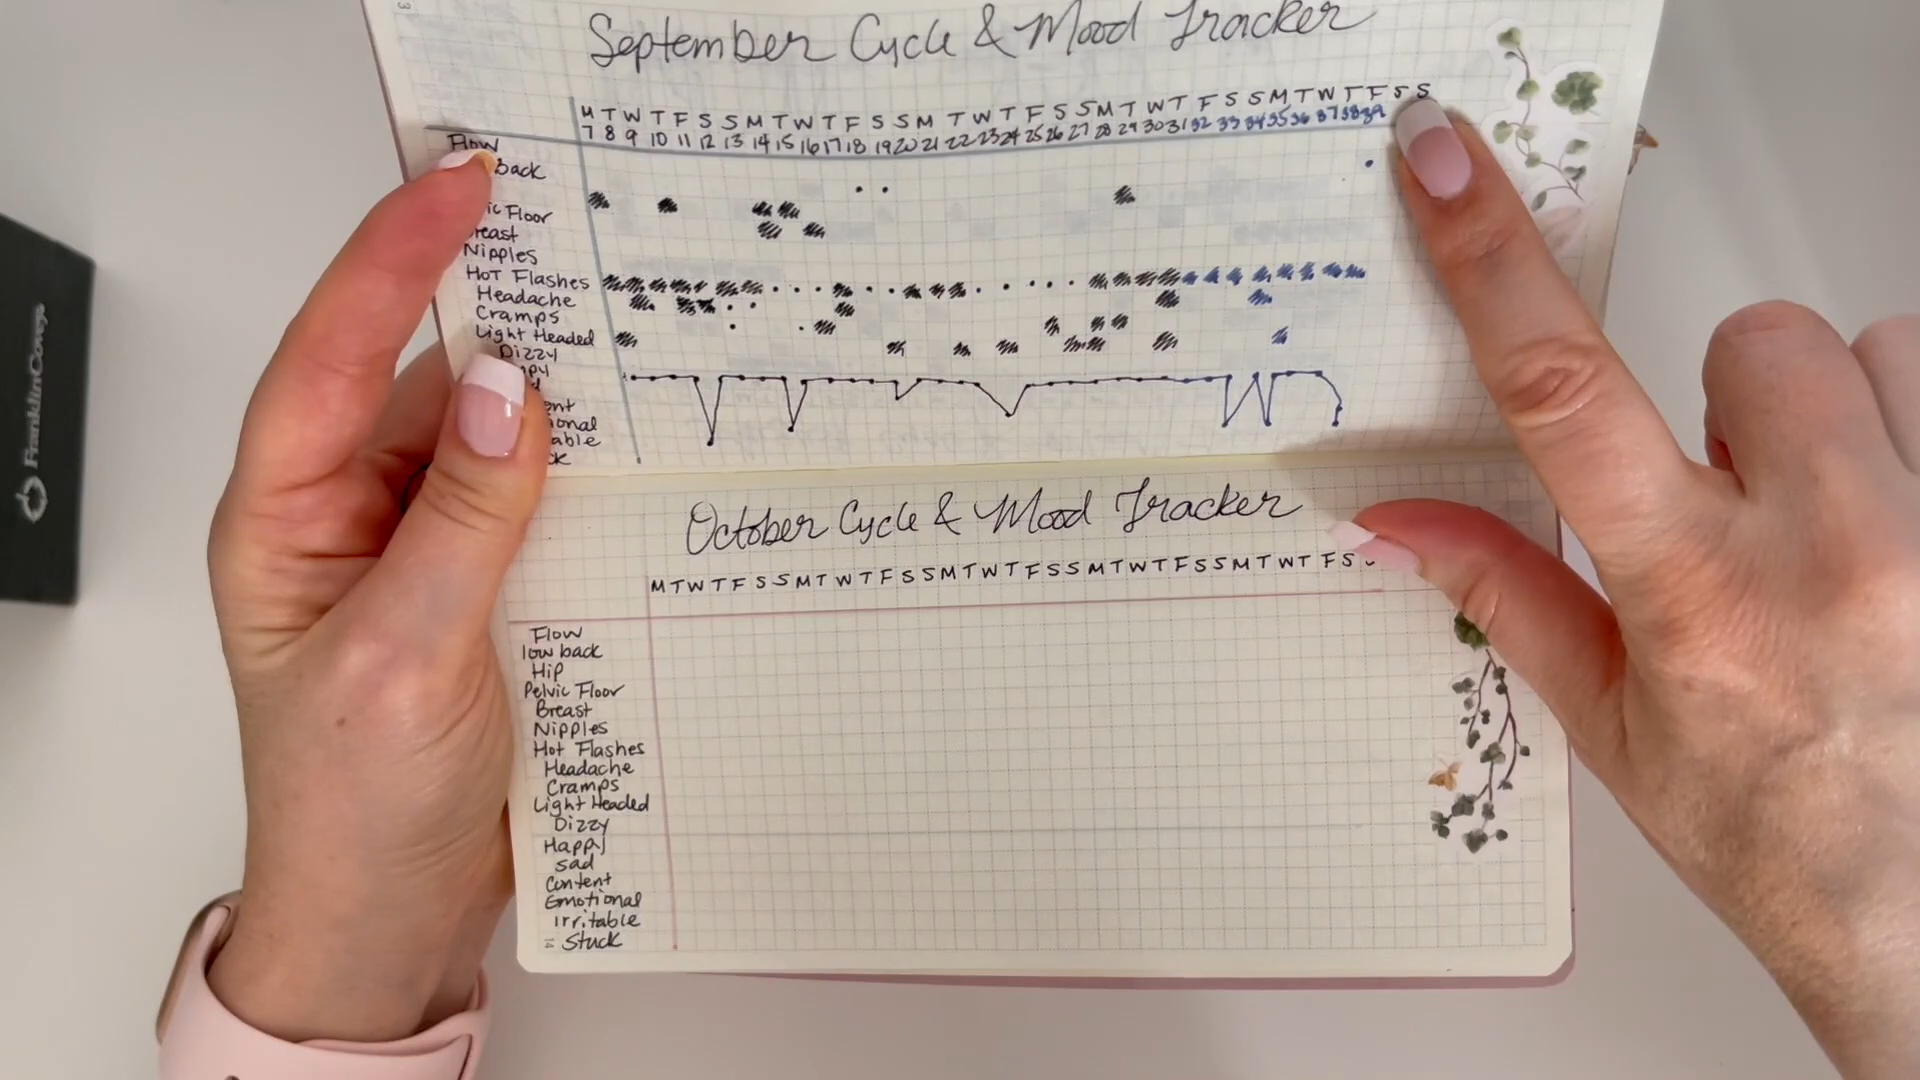 September Cycle & Mood Tracker
M T W T F S S M T W T F S S M T W T F S S M T W T F S S M T W T F S S
7 8 9 10 11 12 13 14 15 16 17 18 19 20 21 22 23 24 25 26 27 28 29 30 31 32 33 34 35 36 37 38 39
Flow
Back
Floor
Nipples
Hot Flashes
Headache
Cramps
Light Headed
Dizzy
October Cycle & Mood Tracker
M T W T F S S M T W T F S S M T W T F S S M T W T F S S M T W T F S
Flow
low back
Hip
Pelvic Floor
Breast
Nipples
Hot Flashes
Headache
Cramps
Light Headed
Dizzy
Happy
sad
Content
Emotional
irritable
Stuck
14
FranklinCovey